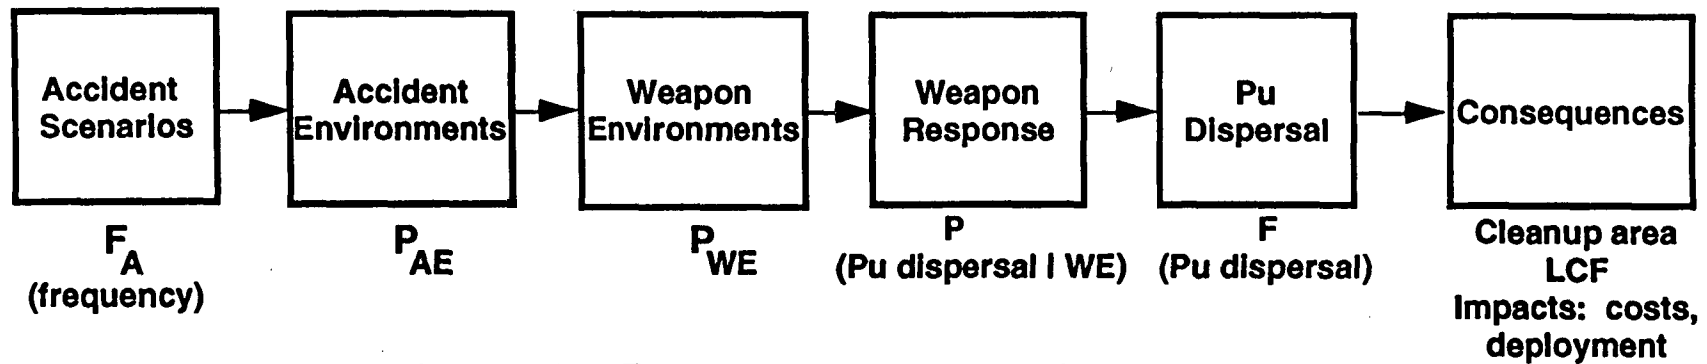 Accident
Scenarios
F_A
(frequency)
Accident
Environments
P_AE
Weapon
Environments
P_WE
Weapon
Response
P
(Pu dispersal | WE)
Pu
Dispersal
F
(Pu dispersal)
Consequences
Cleanup area
LCF
Impacts: costs,
deployment